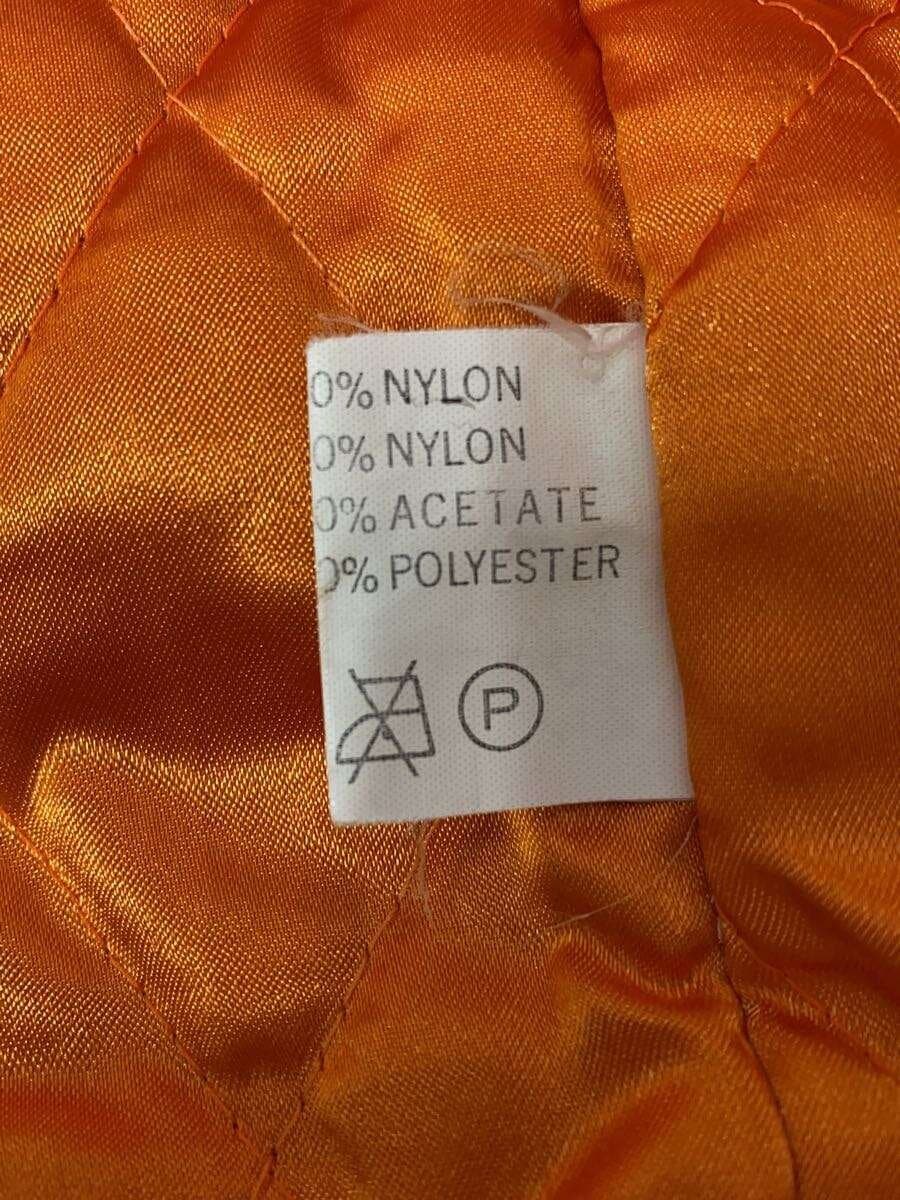 0% NYLON
0% NYLON
0% ACETATE
0% POLYESTER
P